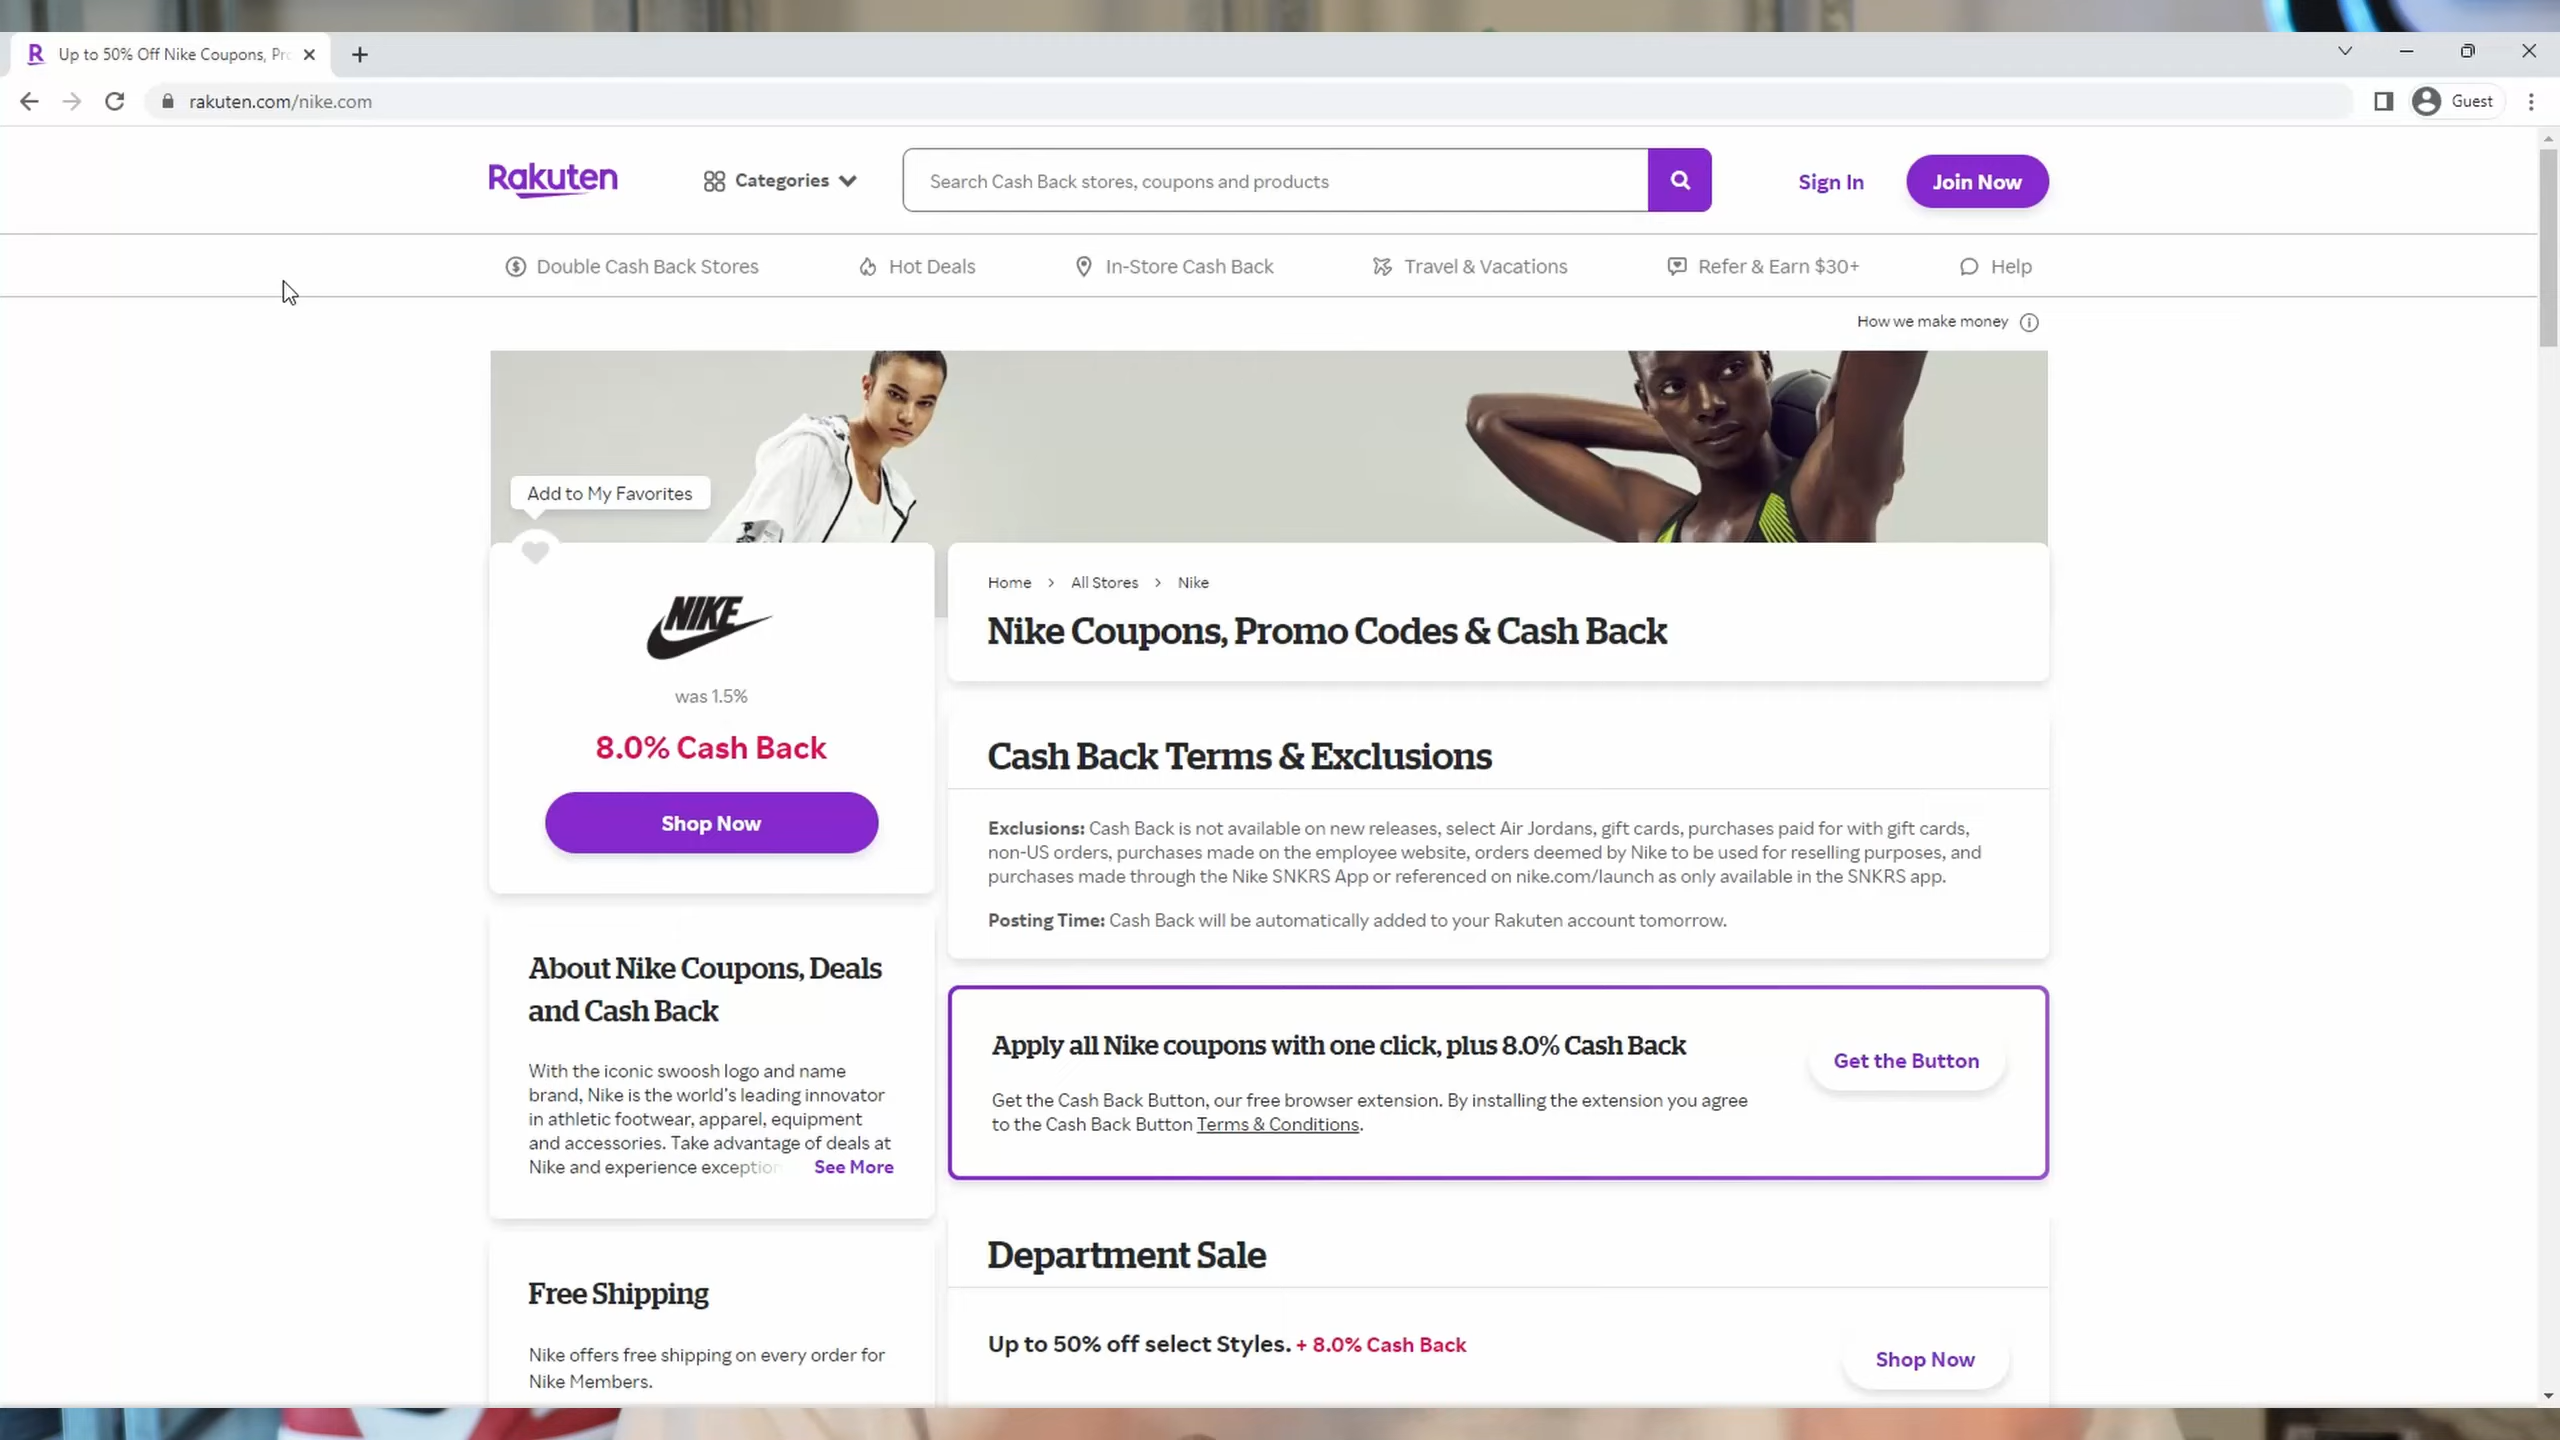 Up to 50% Off Nike Coupons, Pr
rakuten.com/nike.com
Guest
Rakuten
Categories
Search Cash Back stores, coupons and products
Sign In
Join Now
Double Cash Back Stores
Hot Deals
In-Store Cash Back
Travel & Vacations
Refer & Earn $30+
Help
How we make money
Add to My Favorites
NIKE
was 1.5%
8.0% Cash Back
Shop Now
About Nike Coupons, Deals
and Cash Back
With the iconic swoosh logo and name
brand, Nike is the world's leading innovator
in athletic footwear, apparel, equipment
and accessories. Take advantage of deals at
Nike and experience exception See More
Free Shipping
Nike offers free shipping on every order for
Nike Members.
Home > All Stores > Nike
Nike Coupons, Promo Codes & Cash Back
Cash Back Terms & Exclusions
Exclusions: Cash Back is not available on new releases, select Air Jordans, gift cards, purchases paid for with gift cards,
non-US orders, purchases made on the employee website, orders deemed by Nike to be used for reselling purposes, and
purchases made through the Nike SNKRS App or referenced on nike.com/launch as only available in the SNKRS app.
Posting Time: Cash Back will be automatically added to your Rakuten account tomorrow.
Apply all Nike coupons with one click, plus 8.0% Cash Back
Get the Cash Back Button, our free browser extension. By installing the extension you agree
to the Cash Back Button Terms & Conditions.
Get the Button
Department Sale
Up to 50% off select Styles. + 8.0% Cash Back
Shop Now